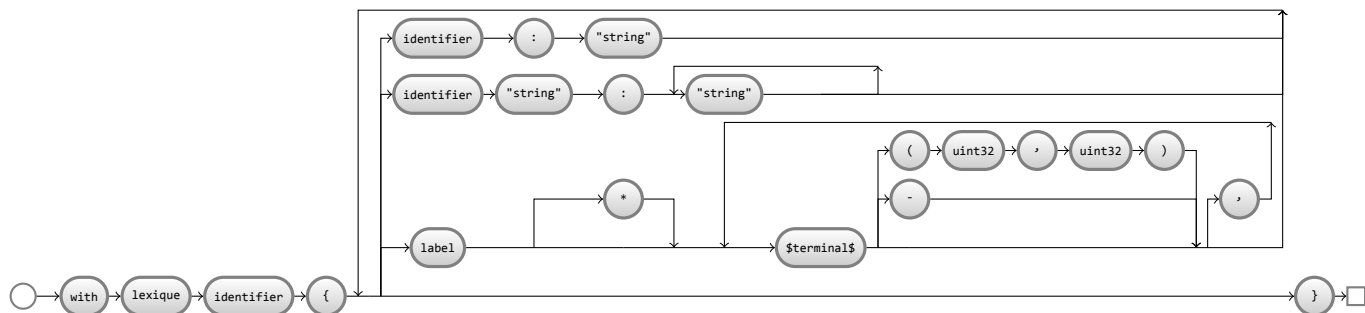 identifier : "string"
identifier "string" : "string"
( uint32 , uint32 )
* -
,
label $terminal$
with lexique identifier { }